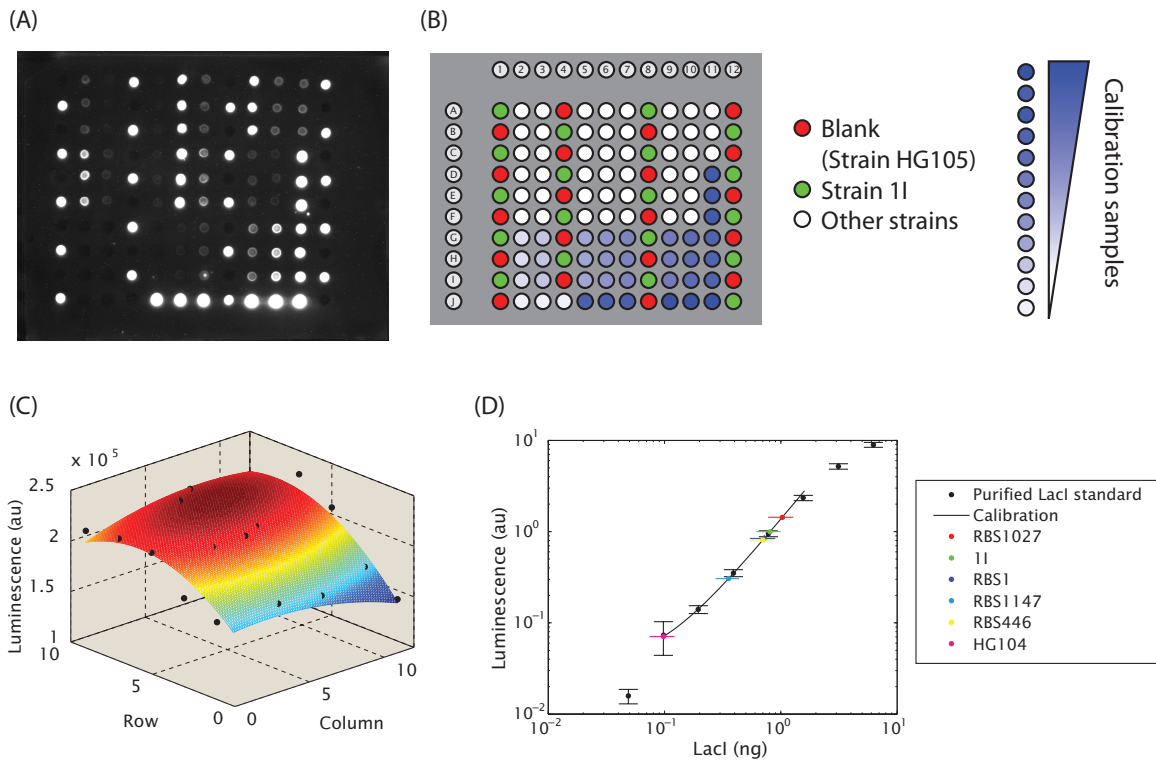 (A)
(B)
1 2 3 4 5 6 7 8 9 10 11 12
A
B
C
D
E
F
G
H
I
J
Blank
(Strain HG105)
Strain 1I
Other strains
Calibration samples
(C)
x 10^5
2.5
2
1.5
1
10
5
0
0
5
10
Luminescence (au)
Row
Column
(D)
10^1
10^0
10^-1
10^-2
10^-2 10^-1 10^0 10^1
Luminescence (au)
LacI (ng)
Purified LacI standard
Calibration
RBS1027
1I
RBS1
RBS1147
RBS446
HG104